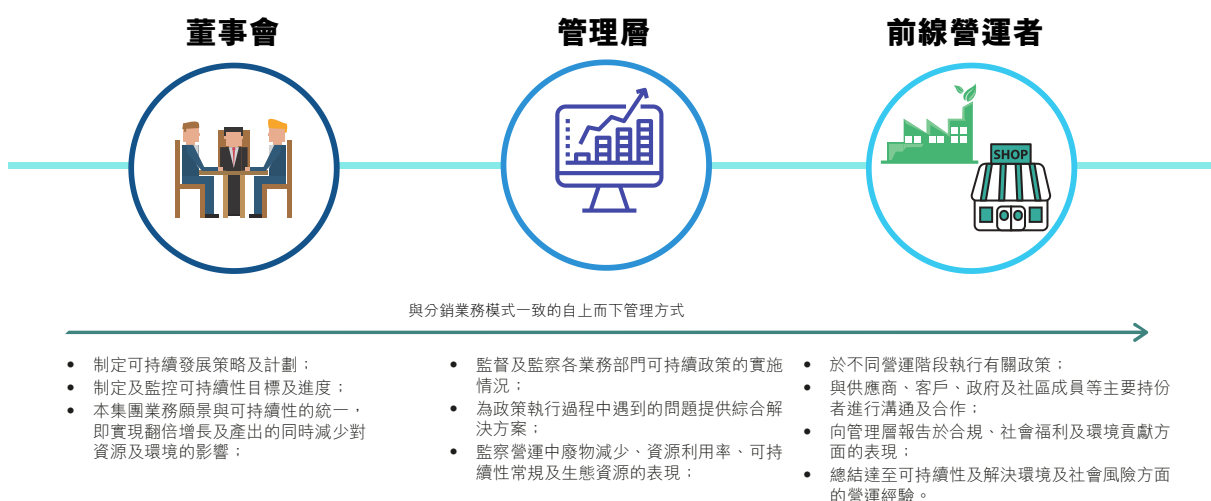 董事會
管理層
前線營運者
SHOP
與分銷業務模式一致的自上而下管理方式
• 制定可持續發展策略及計劃；
• 制定及監控可持續性目標及進度；
• 本集團業務願景與可持續性的統一，
即實現翻倍增長及產出的同時減少對
資源及環境的影響；
• 監督及監察各業務部門可持續政策的實施
情況；
• 為政策執行過程中遇到的問題提供綜合解
決方案；
• 監察營運中廢物減少、資源利用率、可持
續性常規及生態資源的表現；
• 於不同營運階段執行有關政策；
• 與供應商、客戶、政府及社區成員等主要持份
者進行溝通及合作；
• 向管理層報告於合規、社會福利及環境貢獻方
面的表現；
• 總結達至可持續性及解決環境及社會風險方面
的營運經驗。